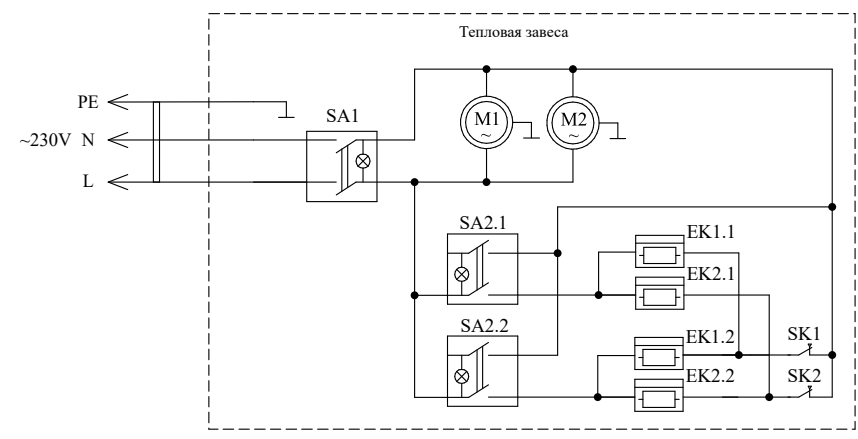 Тепловая завеса
PE
SA1
M1
~
M2
~
~230V N
L
SA2.1
EK1.1
EK2.1
SA2.2
EK1.2
SK1
EK2.2
SK2